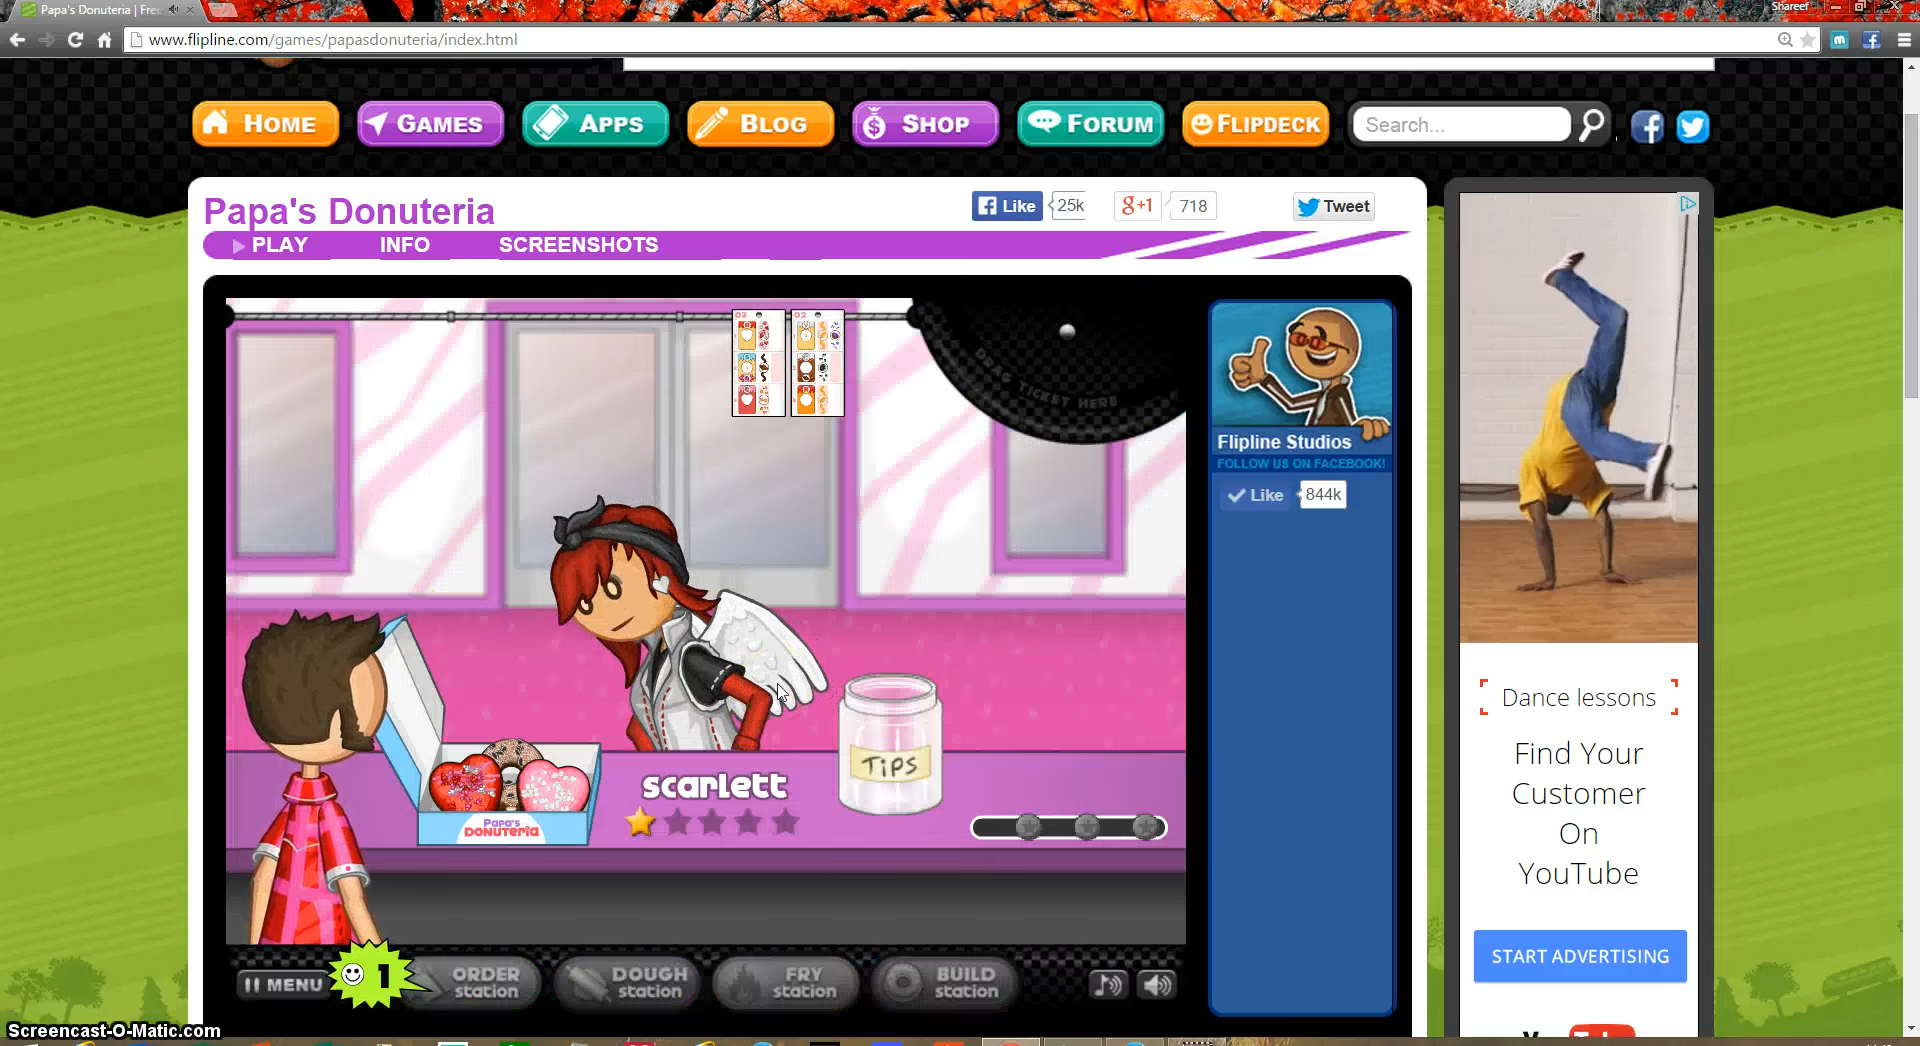 Papa's Donuteria | Fre
Shareef
www.flipline.com/games/papasdonuteria/index.html
HOME
GAMES
APPS
BLOG
SHOP
FORUM
FLIPDECK
Search...
Papa's Donuteria
Like
25k
g+1
718
Tweet
PLAY
INFO
SCREENSHOTS
03
02
DRAG TICKET HERE
Flipline Studios
FOLLOW US ON FACEBOOK!
Like
844k
Dance lessons
Find Your
Customer
On
YouTube
START ADVERTISING
TiPS
Papa's
DONUTERIA
scarlett
MENU
1
ORDER
station
DOUGH
station
FRY
station
BUILD
station
Screencast-O-Matic.com